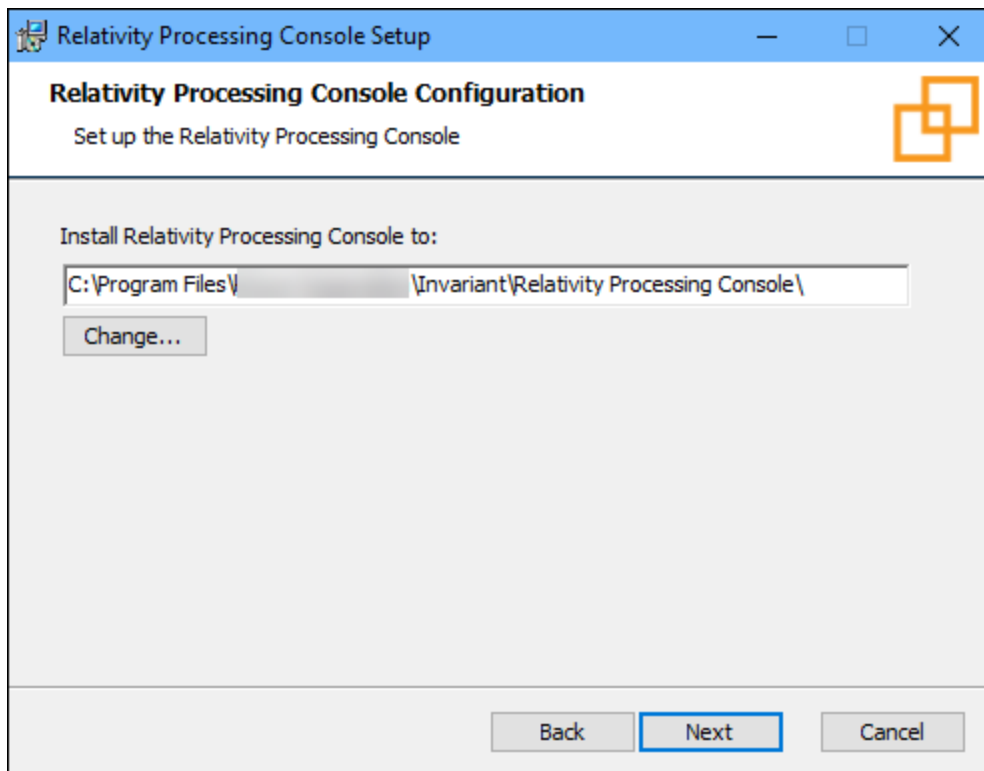 Relativity Processing Console Setup
Relativity Processing Console Configuration
Set up the Relativity Processing Console
Install Relativity Processing Console to:
C:\Program Files\ \Invariant\Relativity Processing Console\
Change...
Back Next Cancel